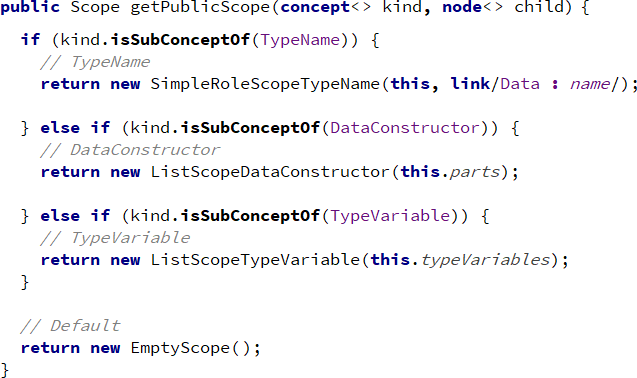 public Scope getPublicScope(concept<> kind, node<> child) {
if (kind.isSubConceptOf(TypeName)) {
// TypeName
return new SimpleRoleScopeTypeName(this, link/Data : name/);
} else if (kind.isSubConceptOf(DataConstructor)) {
// DataConstructor
return new ListScopeDataConstructor(this.parts);
} else if (kind.isSubConceptOf(TypeVariable)) {
// TypeVariable
return new ListScopeTypeVariable(this.typeVariables);
}
// Default
return new EmptyScope();
}